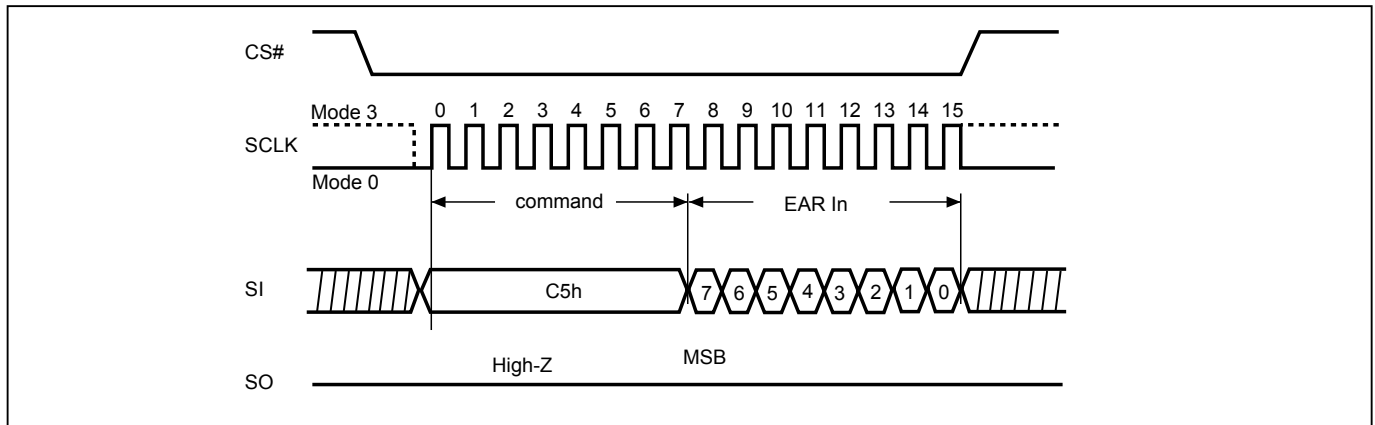 CS#
Mode 3
0 1 2 3 4 5 6 7 8 9 10 11 12 13 14 15
SCLK
Mode 0
command
EAR In
SI
C5h
7 6 5 4 3 2 1 0
High-Z
MSB
SO